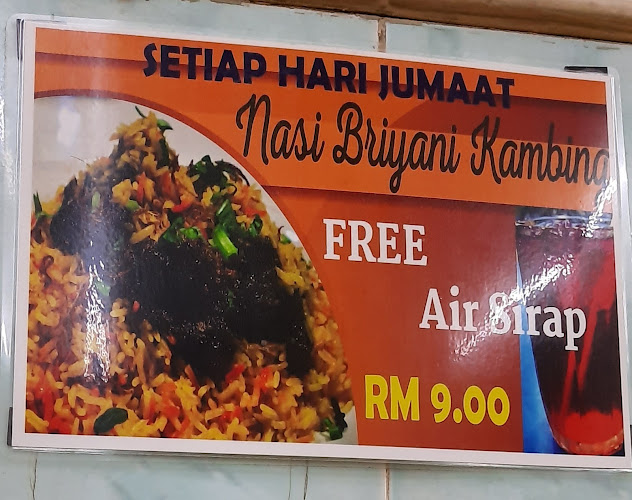 SETIAP HARI JUMAAT
Nasi Briyani Kambing
FREE
Air Sirap
RM 9.00